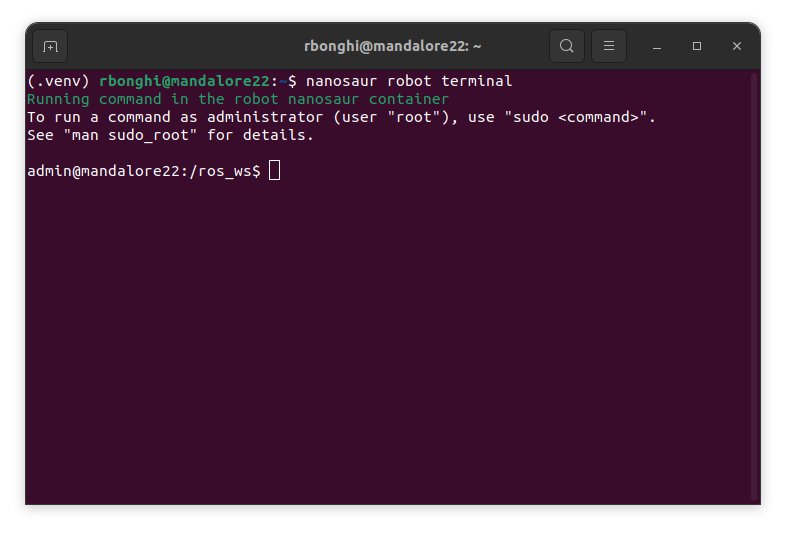 rbonghi@mandalore22: ~
(.venv) rbonghi@mandalore22:~$ nanosaur robot terminal
Running command in the robot nanosaur container
To run a command as administrator (user "root"), use "sudo <command>".
See "man sudo_root" for details.
admin@mandalore22:/ros_ws$